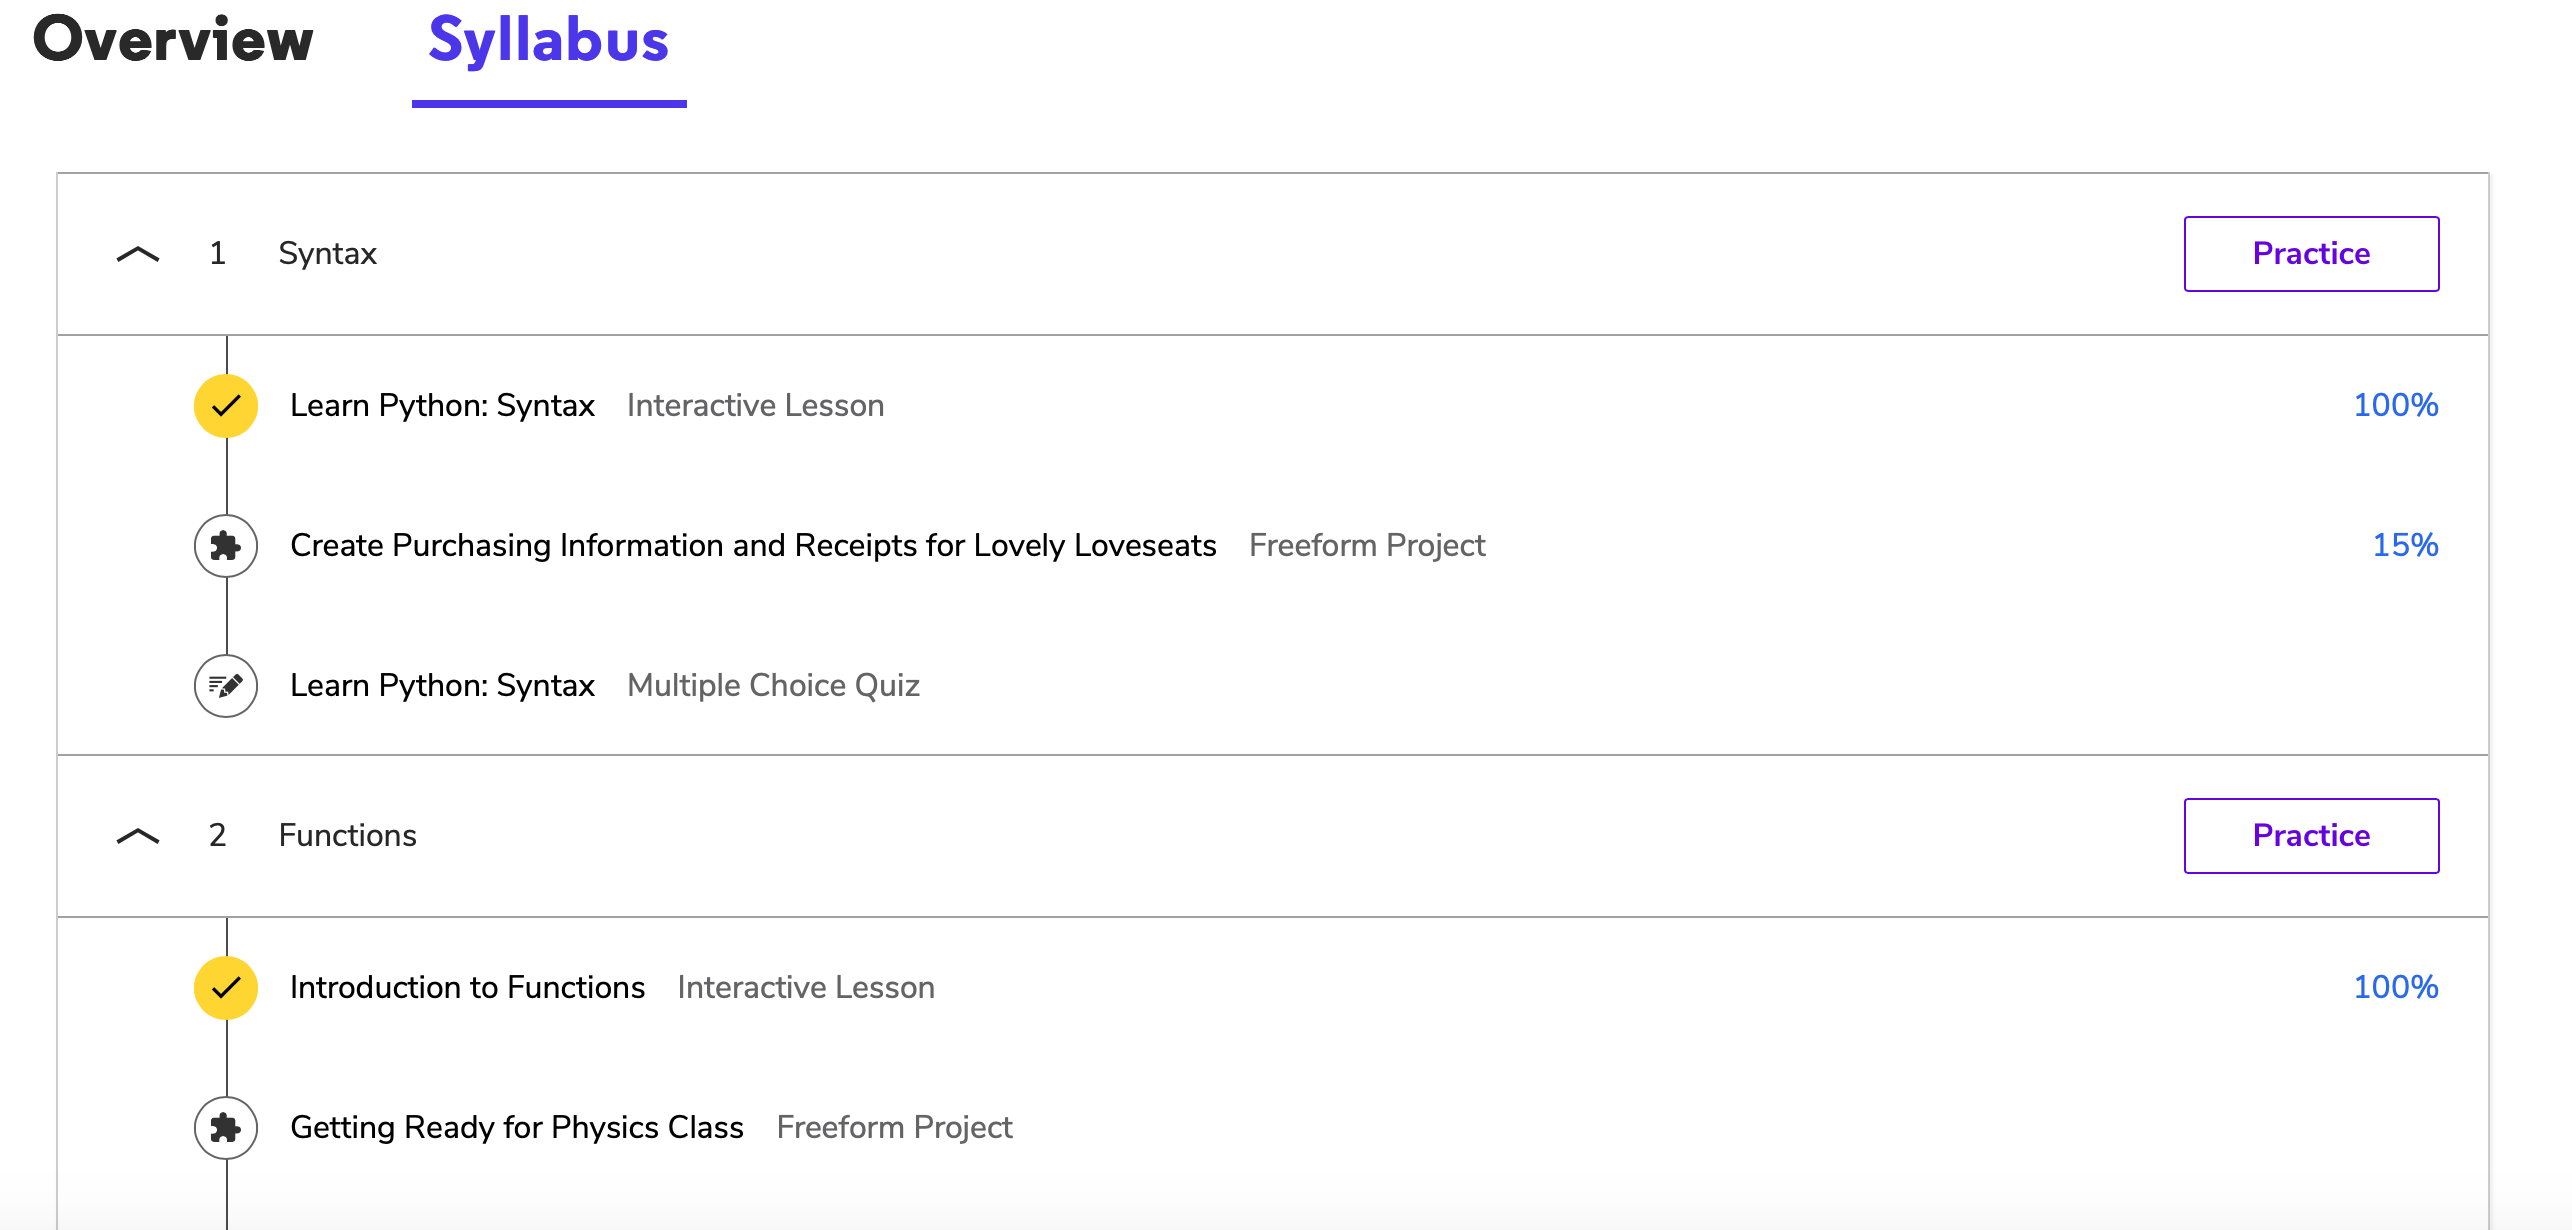 Overview Syllabus
1 Syntax Practice
Learn Python: Syntax Interactive Lesson 100%
Create Purchasing Information and Receipts for Lovely Loveseats Freeform Project 15%
Learn Python: Syntax Multiple Choice Quiz
2 Functions Practice
Introduction to Functions Interactive Lesson 100%
Getting Ready for Physics Class Freeform Project